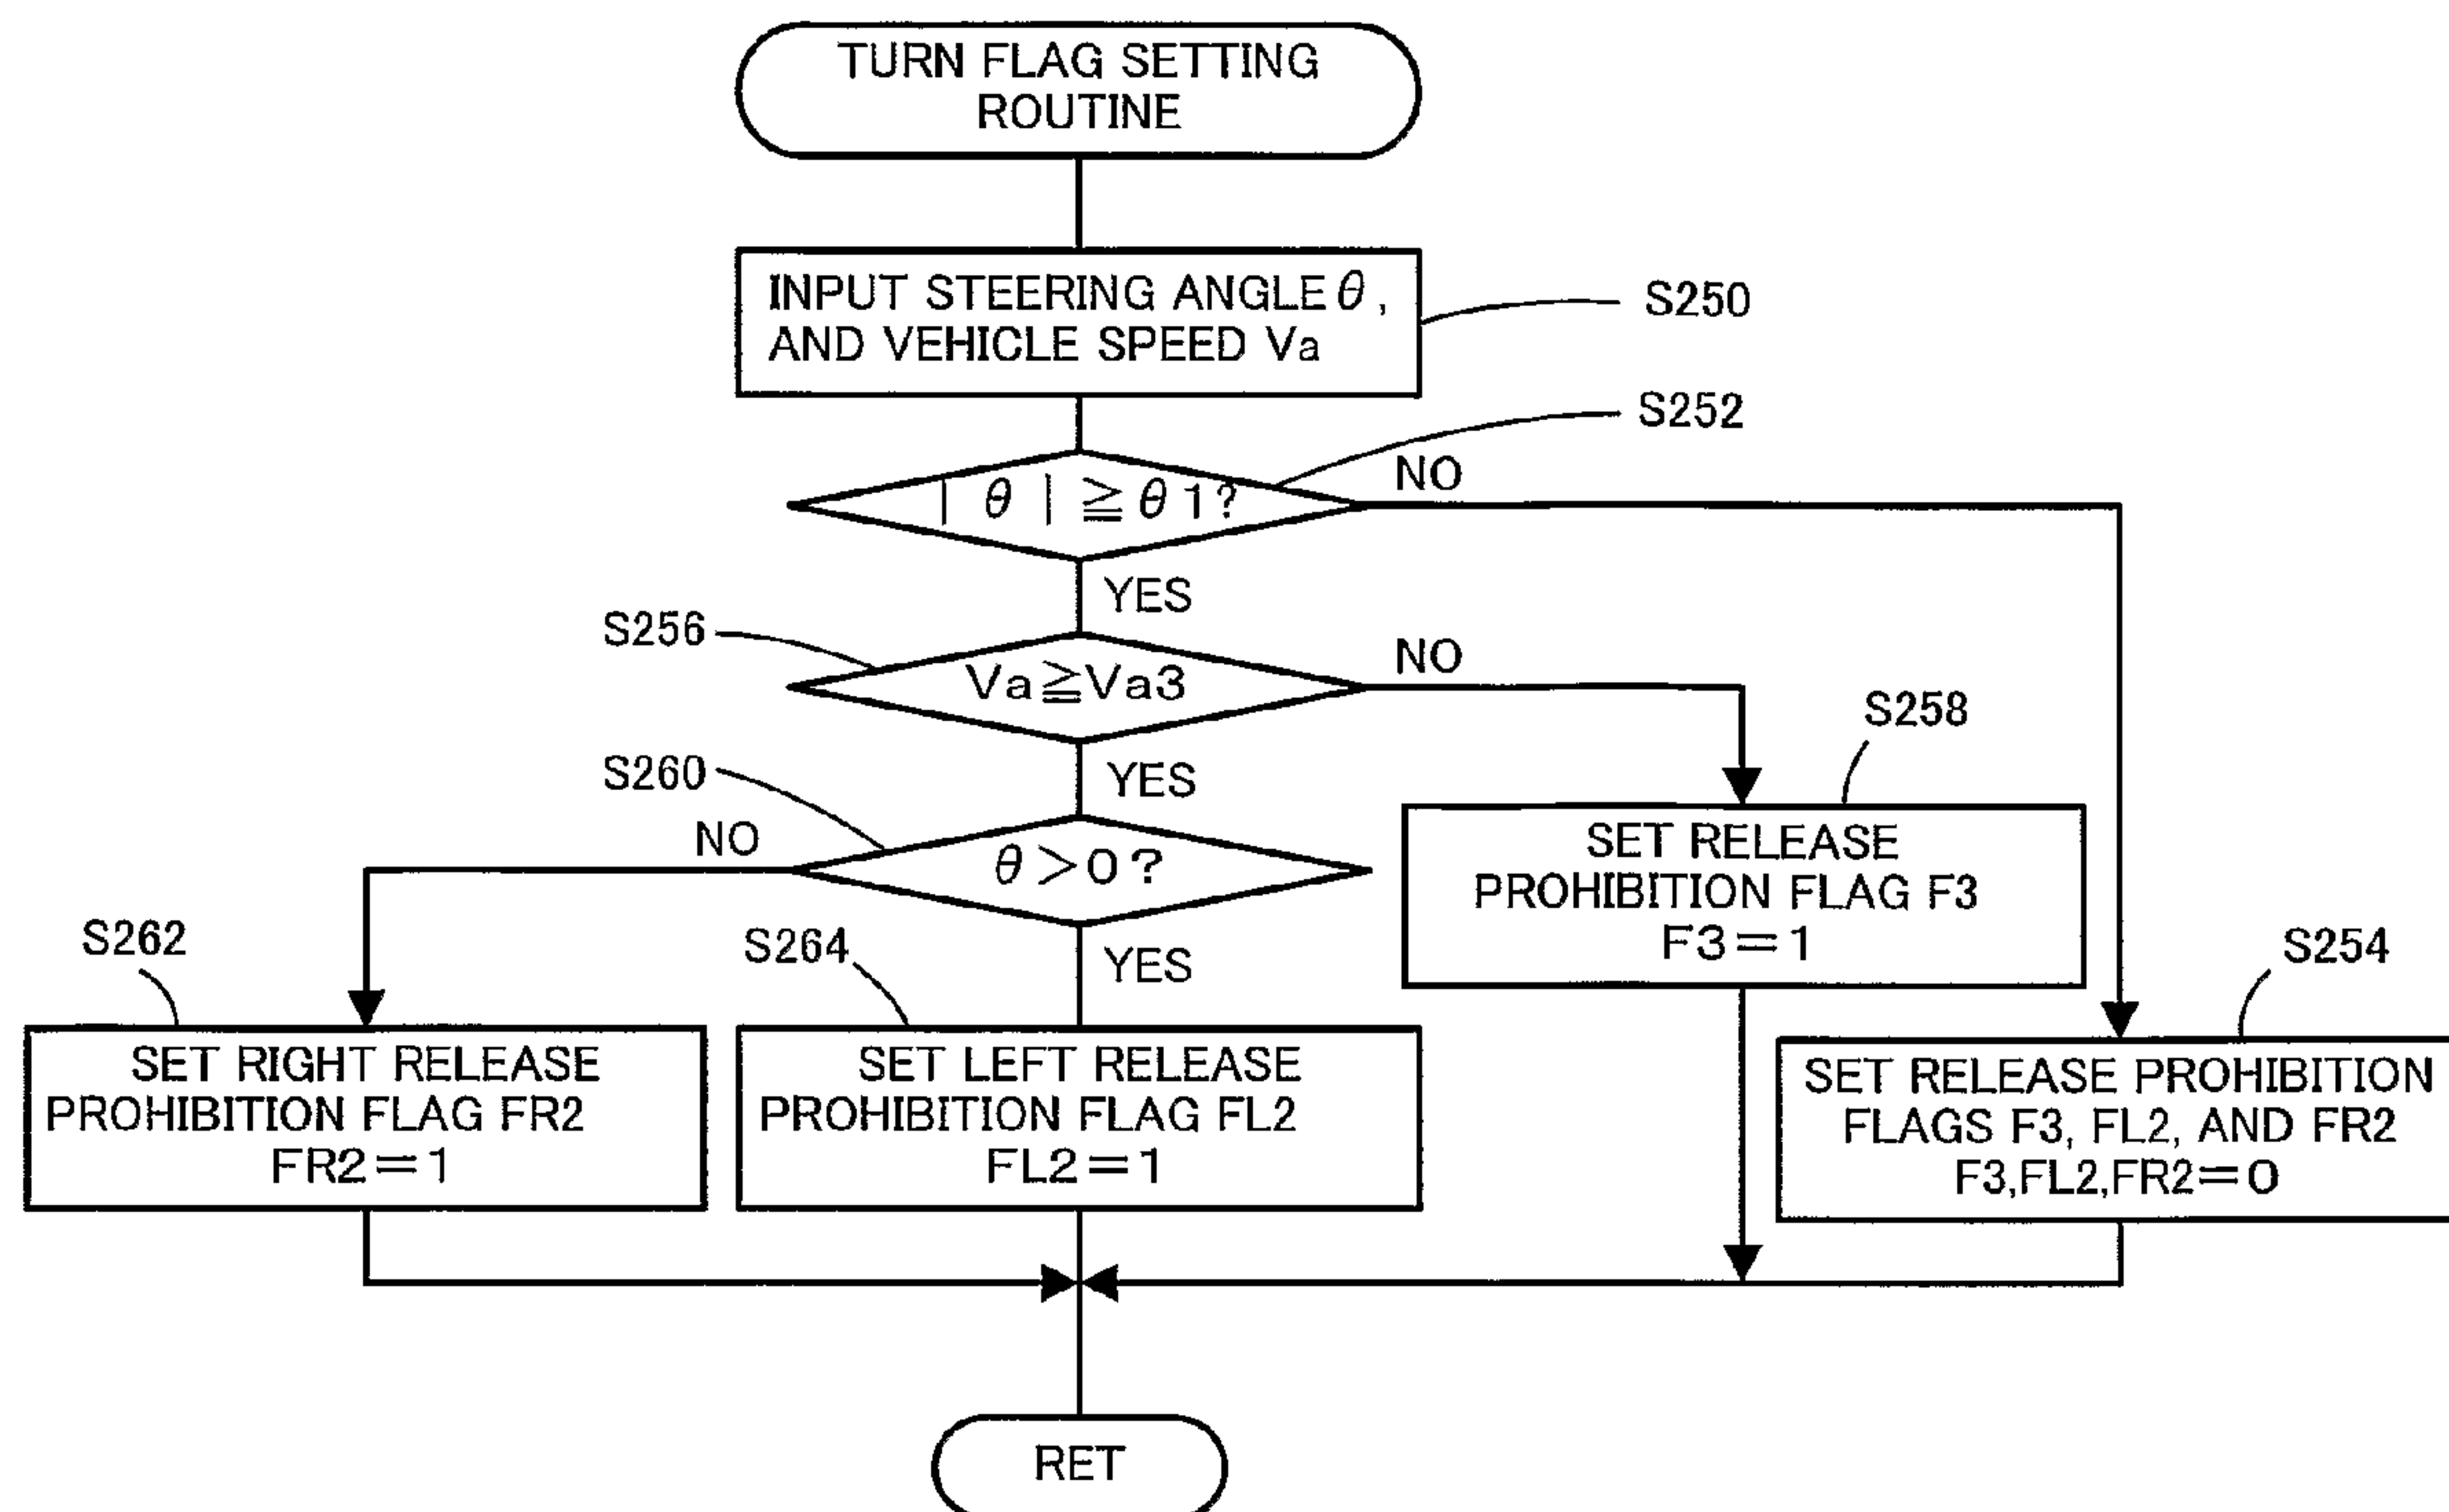 TURN FLAG SETTING
ROUTINE
INPUT STEERING ANGLE θ,
AND VEHICLE SPEED Va
S250
S252
| θ | ≧ θ1?
NO
YES
S256
Va≧Va3
NO
S258
YES
S260
θ>0?
NO
SET RELEASE
PROHIBITION FLAG F3
F3=1
S262
S264
YES
S254
SET RIGHT RELEASE
PROHIBITION FLAG FR2
FR2=1
SET LEFT RELEASE
PROHIBITION FLAG FL2
FL2=1
SET RELEASE PROHIBITION
FLAGS F3, FL2, AND FR2
F3,FL2,FR2=0
RET